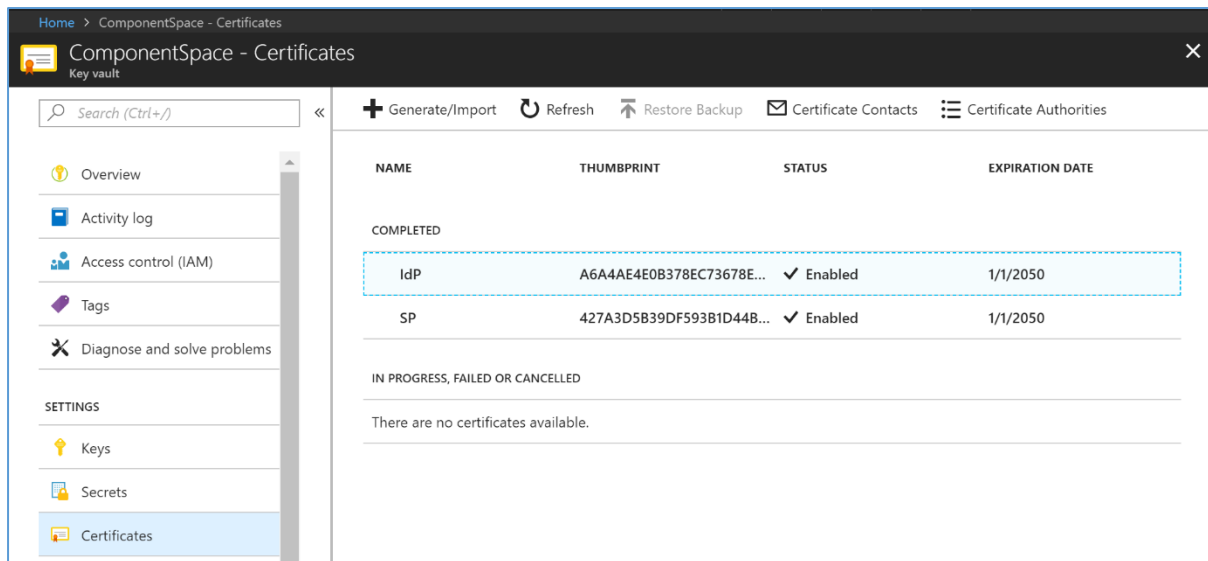 Home > ComponentSpace - Certificates
ComponentSpace - Certificates
Key vault
Search (Ctrl+/)
«
Overview
Activity log
Access control (IAM)
Tags
Diagnose and solve problems
SETTINGS
Keys
Secrets
Certificates
Generate/Import Refresh Restore Backup Certificate Contacts Certificate Authorities
NAME THUMBPRINT STATUS EXPIRATION DATE
COMPLETED
IdP A6A4AE4E0B378EC73678E... Enabled 1/1/2050
SP 427A3D5B39DF593B1D44B... Enabled 1/1/2050
IN PROGRESS, FAILED OR CANCELLED
There are no certificates available.